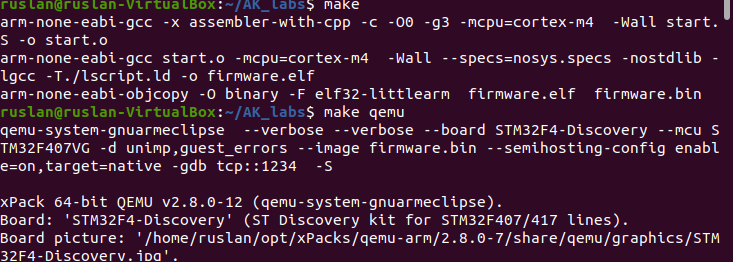 ruslan@ruslan-VirtualBox:~/AK_labs$ make
arm-none-eabi-gcc -x assembler-with-cpp -c -O0 -g3 -mcpu=cortex-m4  -Wall start.
S -o start.o
arm-none-eabi-gcc start.o -mcpu=cortex-m4  -Wall --specs=nosys.specs -nostdlib -
lgcc -T./lscript.ld -o firmware.elf
arm-none-eabi-objcopy -O binary -F elf32-littlearm  firmware.elf  firmware.bin
ruslan@ruslan-VirtualBox:~/AK_labs$ make qemu
qemu-system-gnuarmeclipse  --verbose --verbose --board STM32F4-Discovery --mcu S
TM32F407VG -d unimp,guest_errors --image firmware.bin --semihosting-config enabl
e=on,target=native -gdb tcp::1234  -S

xPack 64-bit QEMU v2.8.0-12 (qemu-system-gnuarmeclipse).
Board: 'STM32F4-Discovery' (ST Discovery kit for STM32F407/417 lines).
Board picture: '/home/ruslan/opt/xPacks/qemu-arm/2.8.0-7/share/qemu/graphics/STM
32F4-Discovery.jpg'.